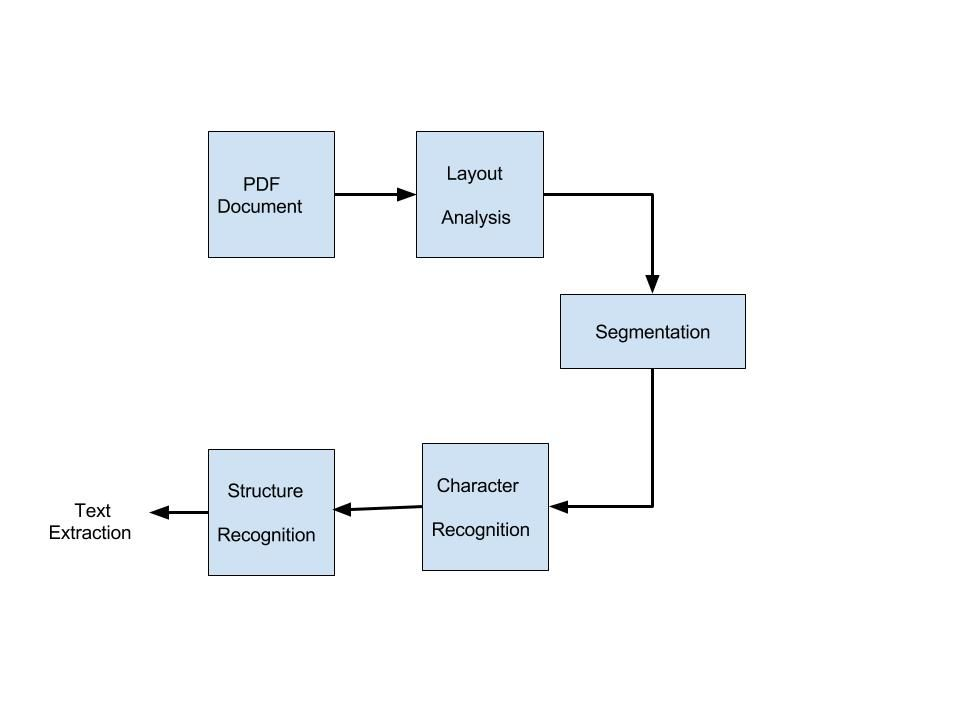 PDF
Document
Layout
Analysis
Segmentation
Character
Recognition
Structure
Recognition
Text
Extraction